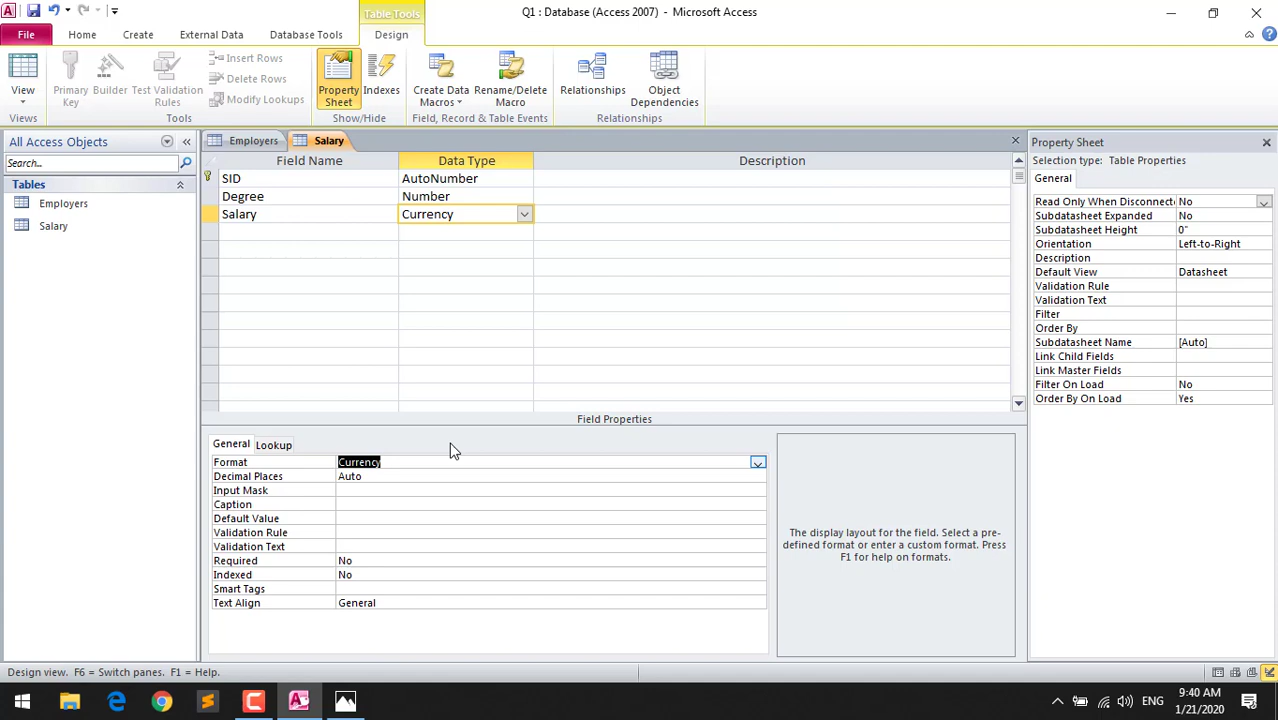 Table Tools
Q1 : Database (Access 2007) - Microsoft Access
File
Home
Create
External Data
Database Tools
Design
View
Primary Key
Builder
Test Validation Rules
Insert Rows
Delete Rows
Modify Lookups
Property Sheet
Indexes
Create Data Macros
Rename/Delete Macro
Relationships
Object Dependencies
Views
Tools
Show/Hide
Field, Record & Table Events
Relationships
All Access Objects
Search...
Tables
Employers
Salary
Employers
Salary
Field Name
Data Type
Description
SID
AutoNumber
Degree
Number
Salary
Currency
Field Properties
General
Lookup
Format
Currency
Decimal Places
Auto
Input Mask
Caption
Default Value
Validation Rule
Validation Text
Required
No
Indexed
No
Smart Tags
Text Align
General
The display layout for the field. Select a pre-
defined format or enter a custom format. Press
F1 for help on formats.
Property Sheet
Selection type: Table Properties
General
Read Only When Disconnecte
No
Subdatasheet Expanded
No
Subdatasheet Height
0"
Orientation
Left-to-Right
Description
Default View
Datasheet
Validation Rule
Validation Text
Filter
Order By
Subdatasheet Name
[Auto]
Link Child Fields
Link Master Fields
Filter On Load
No
Order By On Load
Yes
Design view. F6 = Switch panes. F1 = Help.
ENG
9:40 AM
1/21/2020